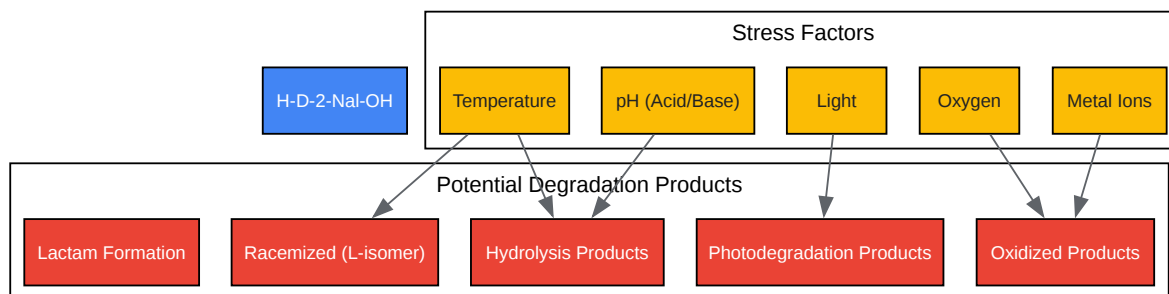 Stress Factors
H-D-2-Nal-OH
Temperature
pH (Acid/Base)
Light
Oxygen
Metal Ions
Potential Degradation Products
Lactam Formation
Racemized (L-isomer)
Hydrolysis Products
Photodegradation Products
Oxidized Products